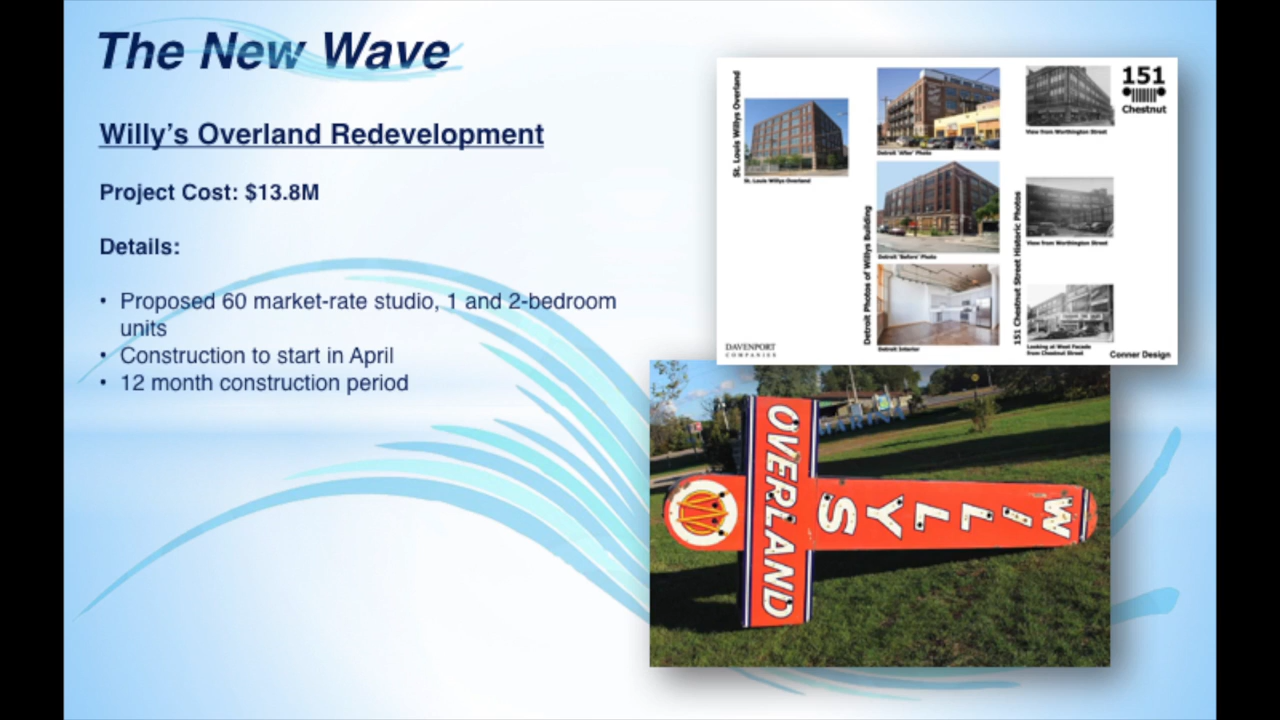 The New Wave
Willy's Overland Redevelopment
Project Cost: $13.8M
Details:
• Proposed 60 market-rate studio, 1 and 2-bedroom
units
• Construction to start in April
• 12 month construction period
St. Louis Willys Overland
St. Louis Willys Overland
Detroit Photos of Willys Building
Detroit 'After' Photo
Detroit 'Before' Photo
Detroit Interior
151 Chestnut Street Historic Photos
View from Worthington Street
View from Worthington Street
Looking at West Facade
from Chestnut Street
151
Chestnut
DAVENPORT
COMPANIES
Conner Design
WILLYS
OVERLAND